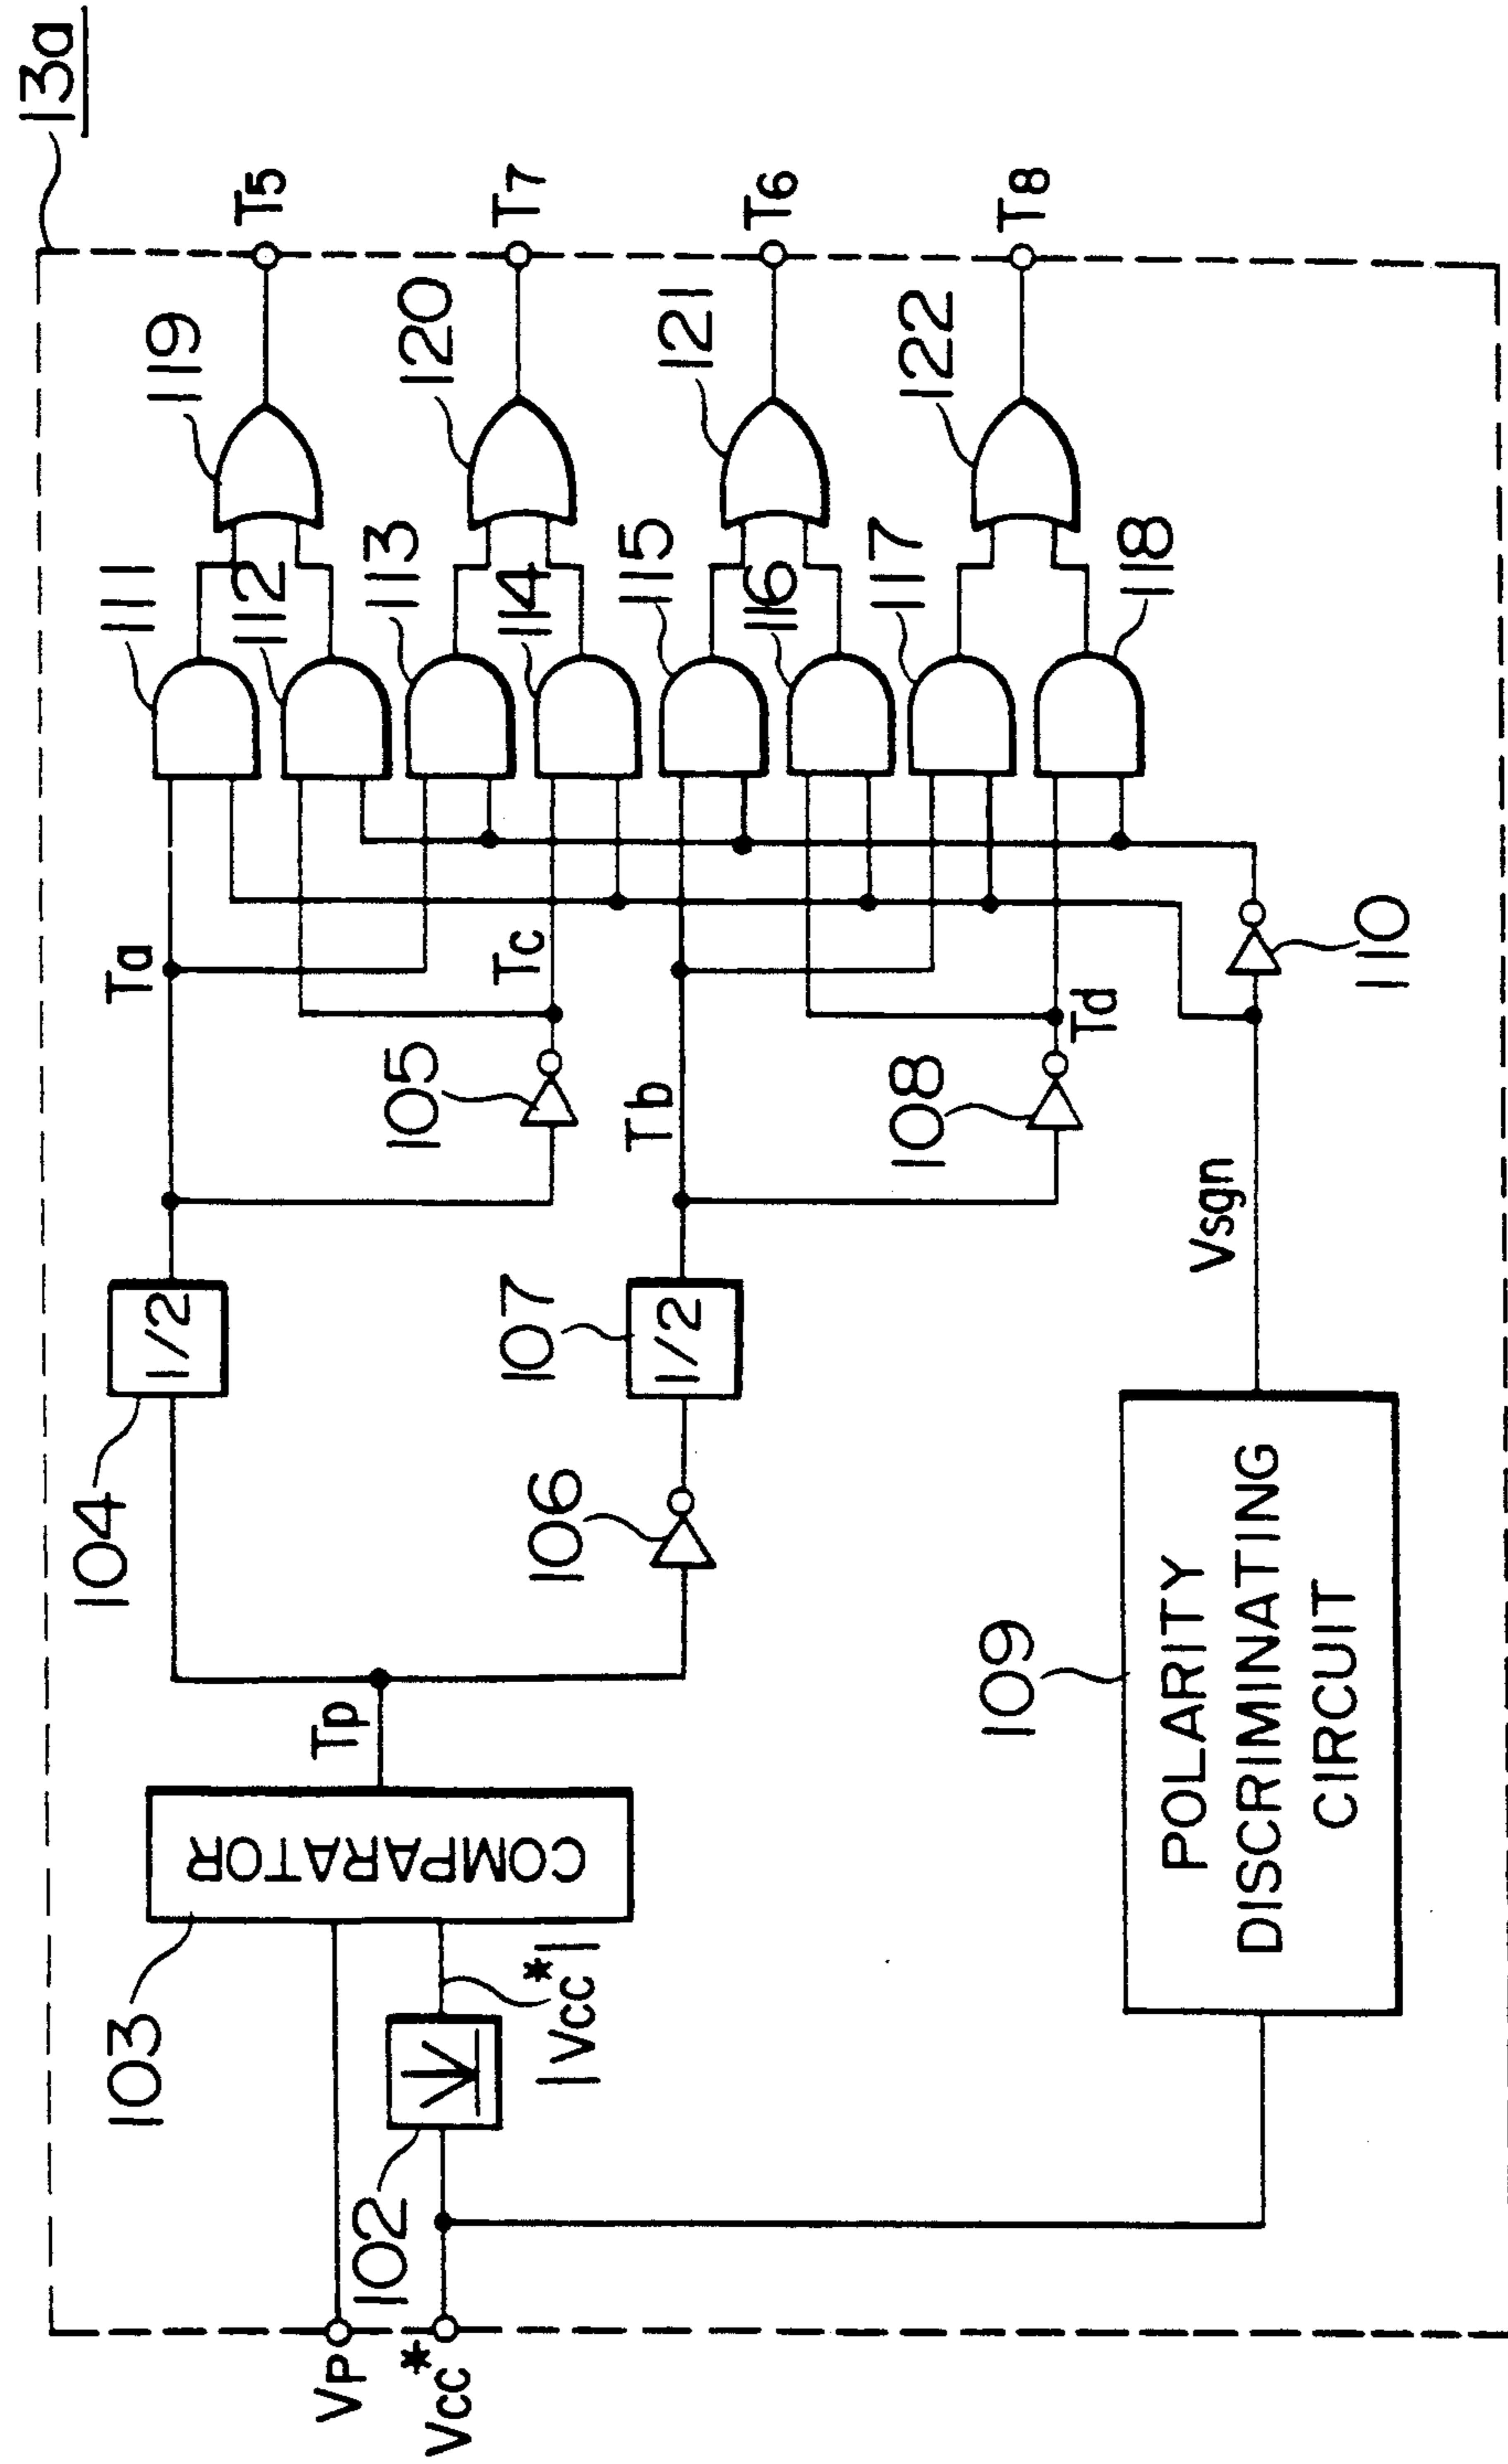 13a
VP
Vcc*
102
|Vcc*|
103
COMPARATOR
Tp
104
1/2
106
107
1/2
105
108
Ta
Tc
Tb
Td
109
POLARITY
DISCRIMINATING
CIRCUIT
Vsgn
110
111
112
113
114
115
116
117
118
119
120
121
122
T5
T7
T6
T8